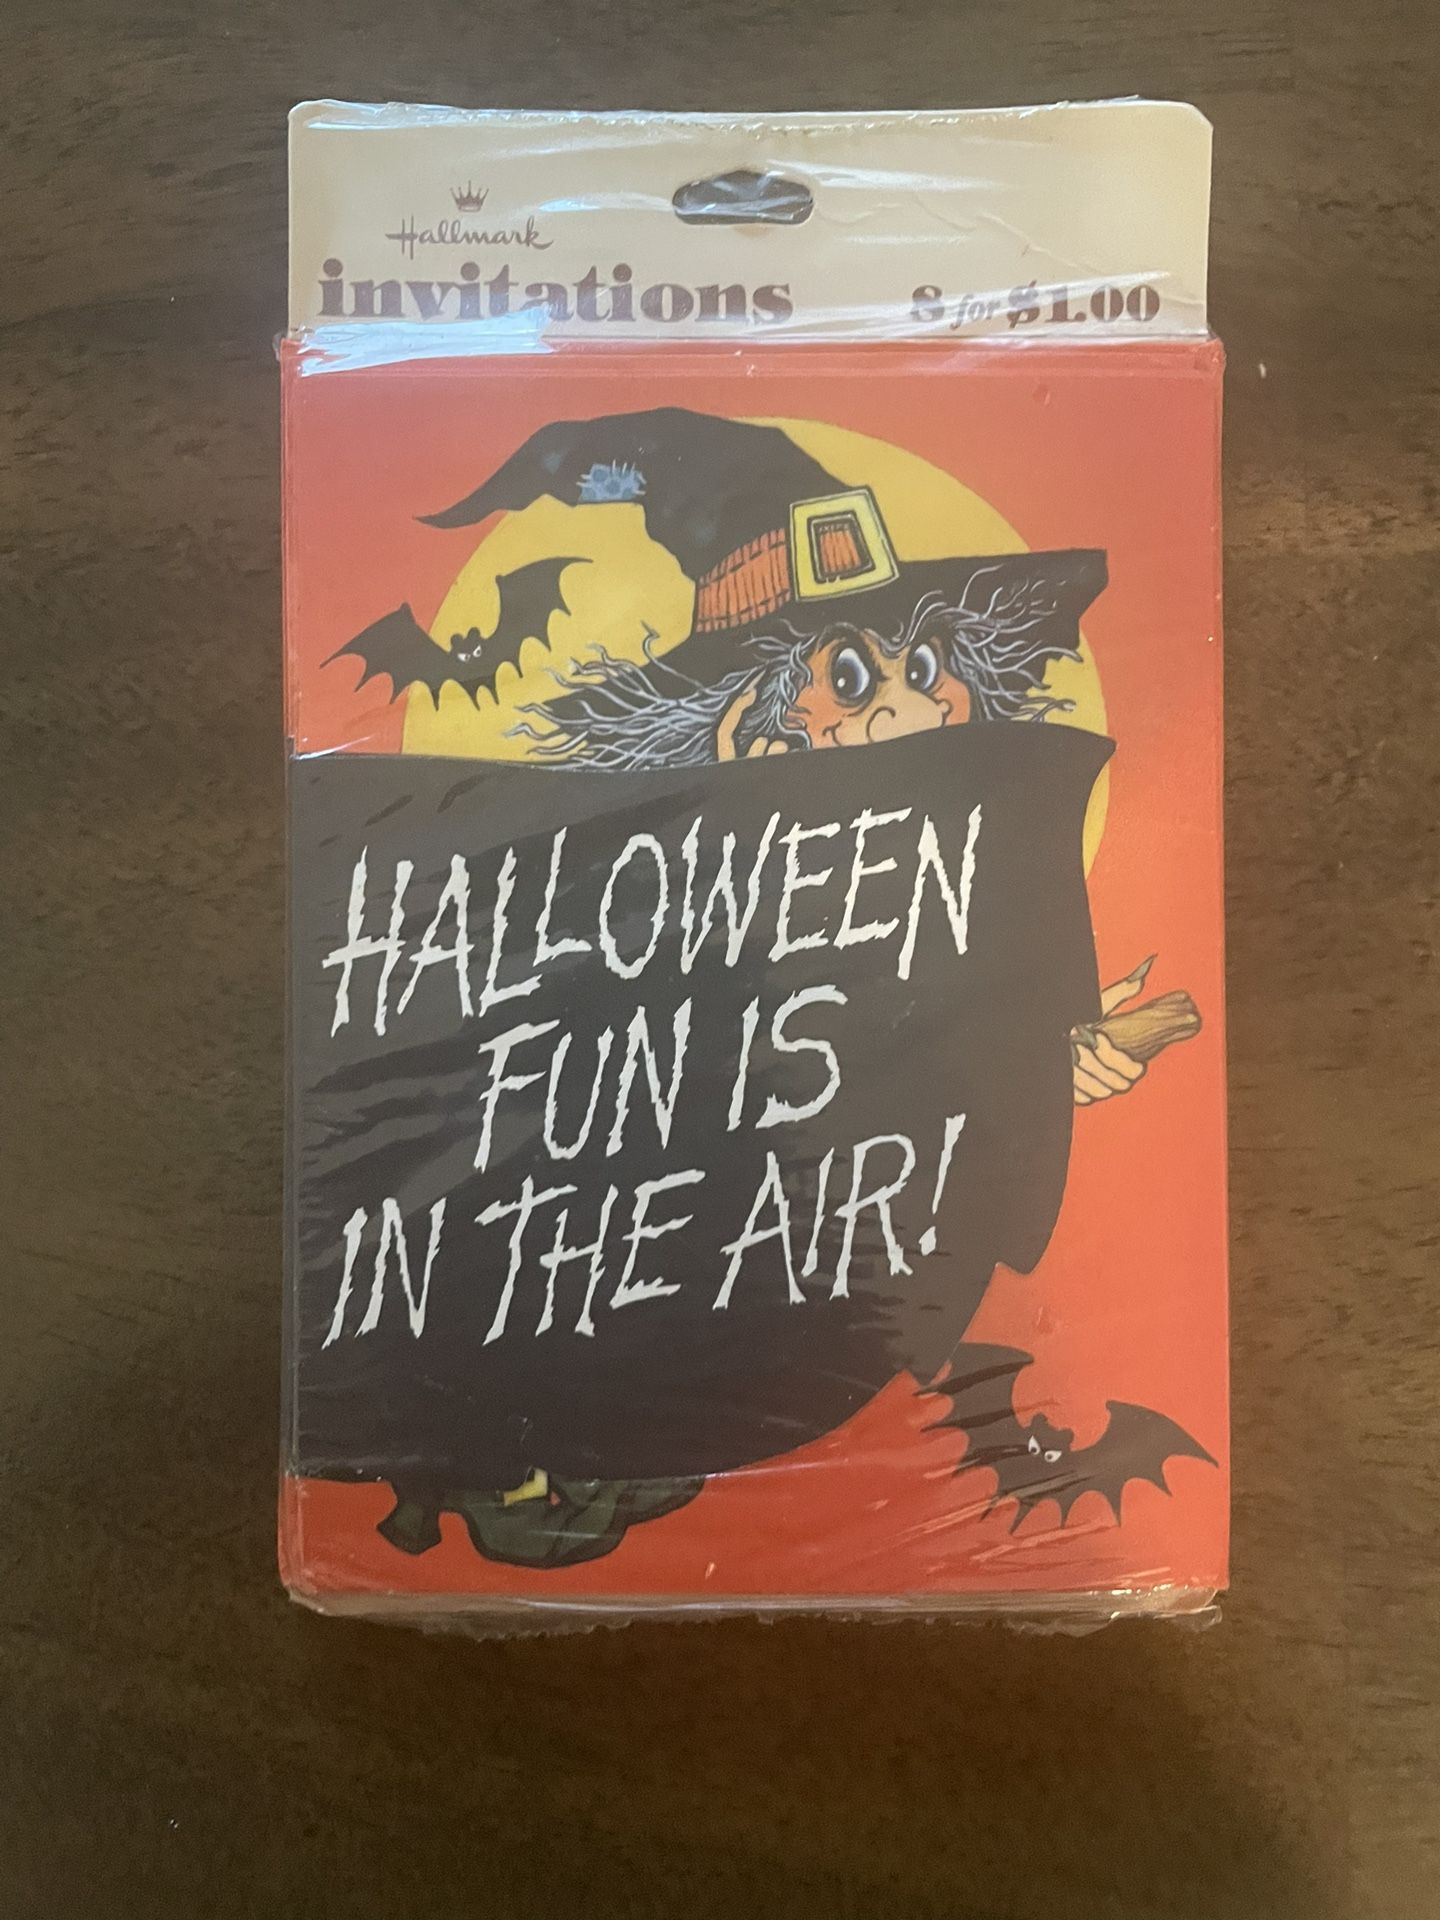 Hallmark
invitations 8 for $1.00
HALLOWEEN
FUN IS
IN THE AIR!